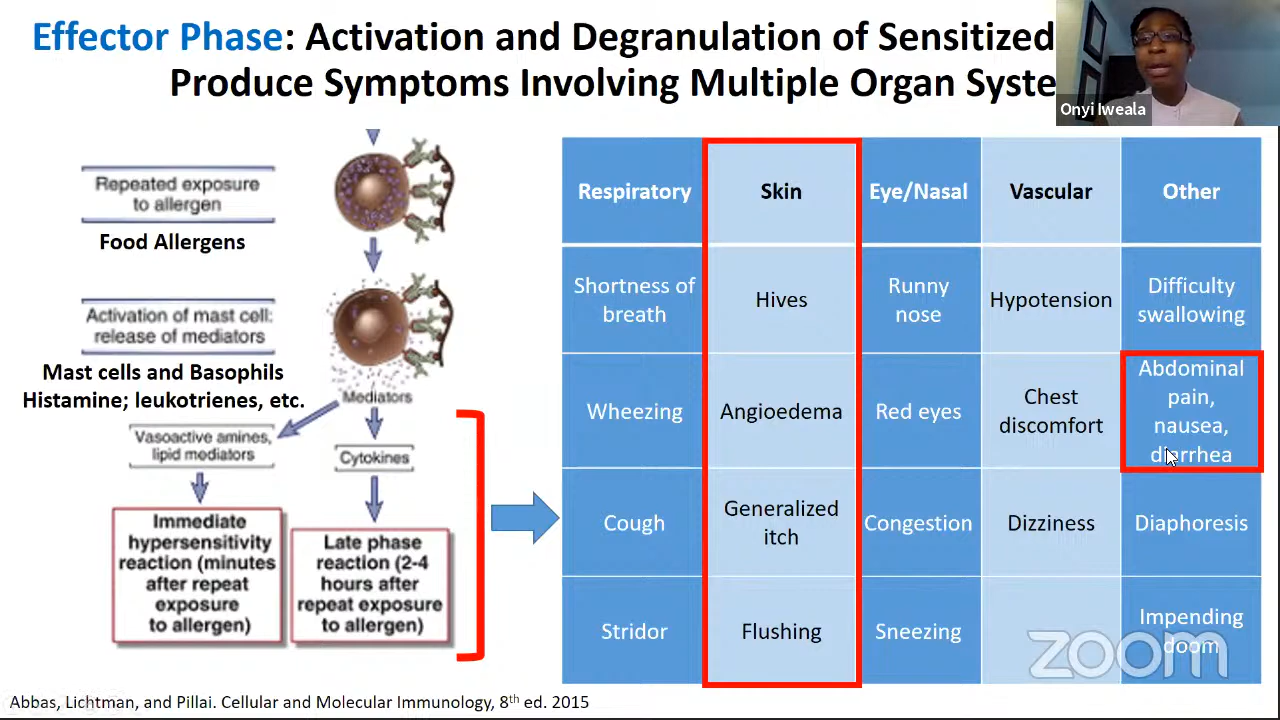 Effector Phase: Activation and Degranulation of Sensitized
Produce Symptoms Involving Multiple Organ Syste
Onyi Iweala
Repeated exposure
to allergen
Food Allergens
Activation of mast cell:
release of mediators
Mast cells and Basophils
Histamine; leukotrienes, etc.
Mediators
Vasoactive amines,
lipid mediators
Cytokines
Immediate
hypersensitivity
reaction (minutes
after repeat
exposure
to allergen)
Late phase
reaction (2-4
hours after
repeat exposure
to allergen)
Respiratory
Skin
Eye/Nasal
Vascular
Other
Shortness of
breath
Hives
Runny
nose
Hypotension
Difficulty
swallowing
Wheezing
Angioedema
Red eyes
Chest
discomfort
Abdominal
pain,
nausea,
diarrhea
Cough
Generalized
itch
Congestion
Dizziness
Diaphoresis
Stridor
Flushing
Sneezing
Impending
doom
zoom
Abbas, Lichtman, and Pillai. Cellular and Molecular Immunology, 8th ed. 2015